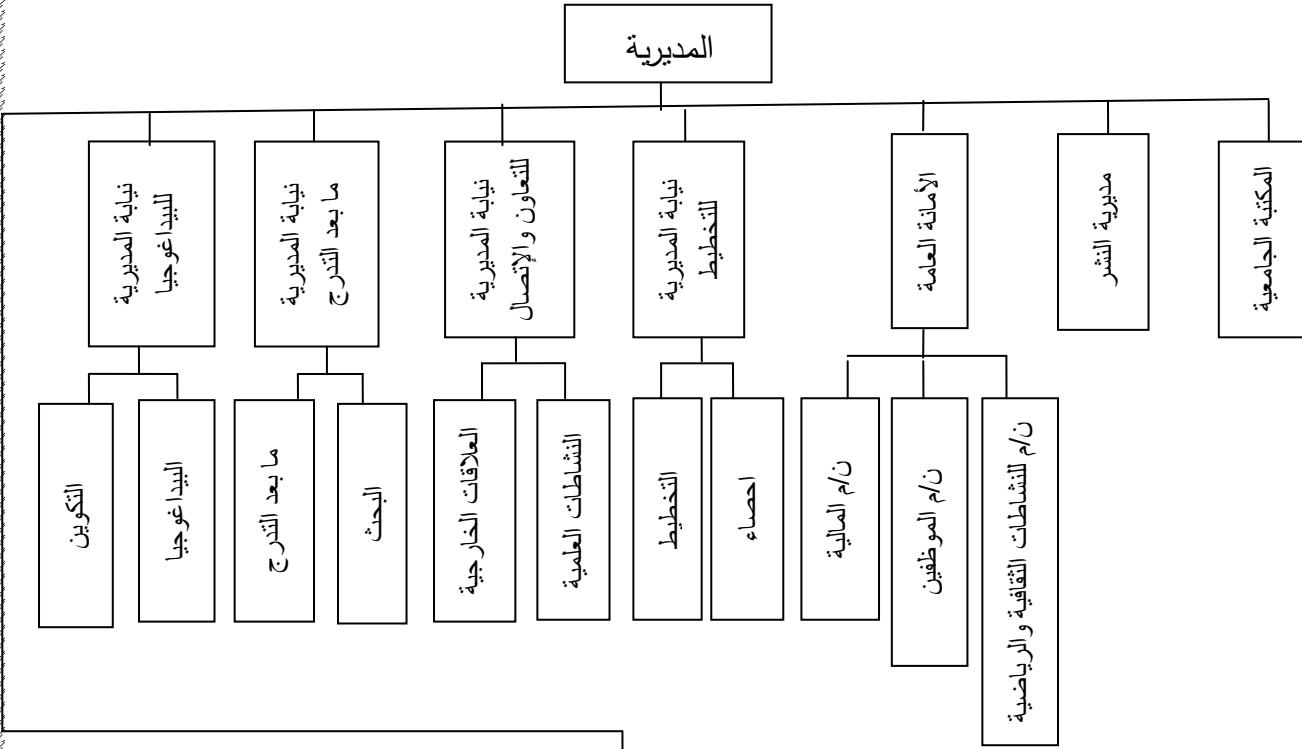 المديرية
المكتبة الجامعية
مديرية النشر
الأمانة العامة
نيابة المديرية
للتخطيط
نيابة المديرية
للتعاون والإتصال
نيابة المديرية
ما بعد التدرج
نيابة المديرية
للبيداغوجيا
ن/م للنشاطات الثقافية والرياضية
ن/م الموظفين
ن/م المالية
احصاء
التخطيط
النشاطات العلمية
العلاقات الخارجية
البحث
ما بعد التدرج
البيداغوجيا
التكوين